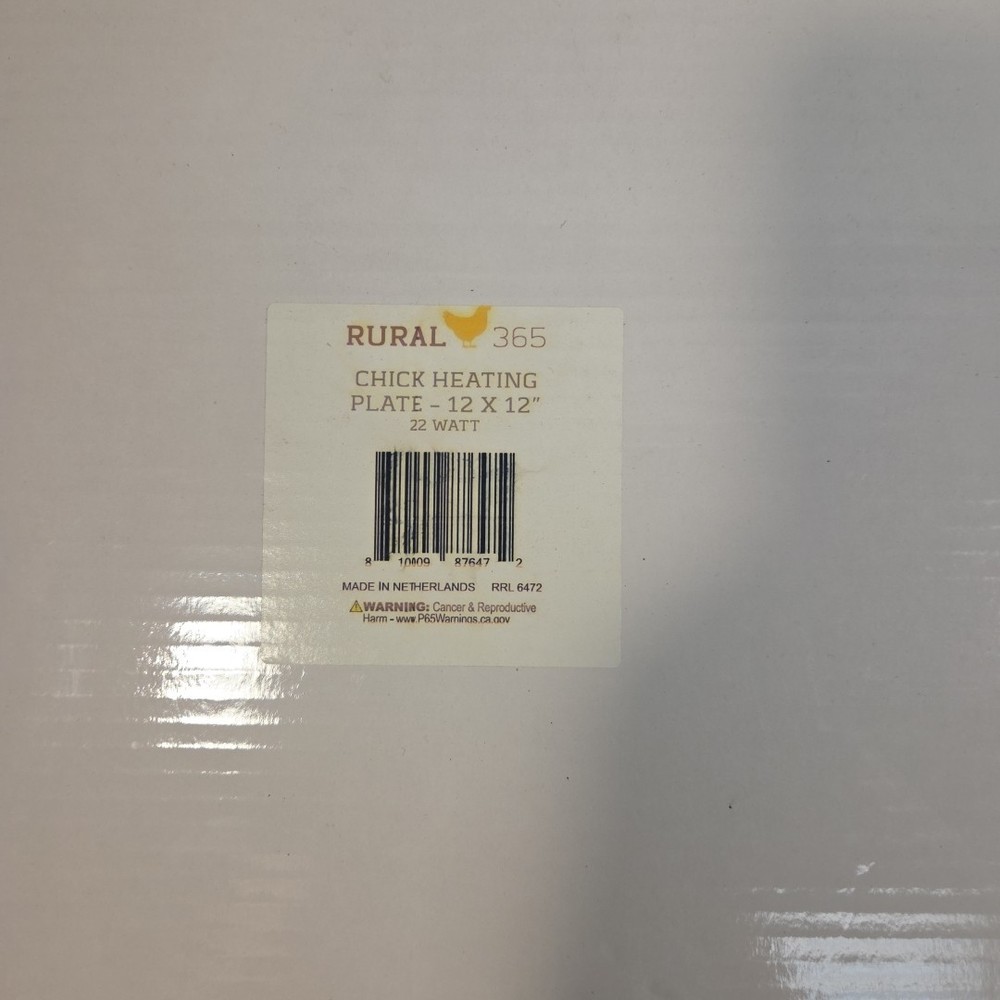 RURAL 365
CHICK HEATING
PLATE – 12 X 12"
22 WATT
8 10009 87647 2
MADE IN NETHERLANDS RRL 6472
⚠WARNING: Cancer & Reproductive
Harm - www.P65Warnings.ca.gov